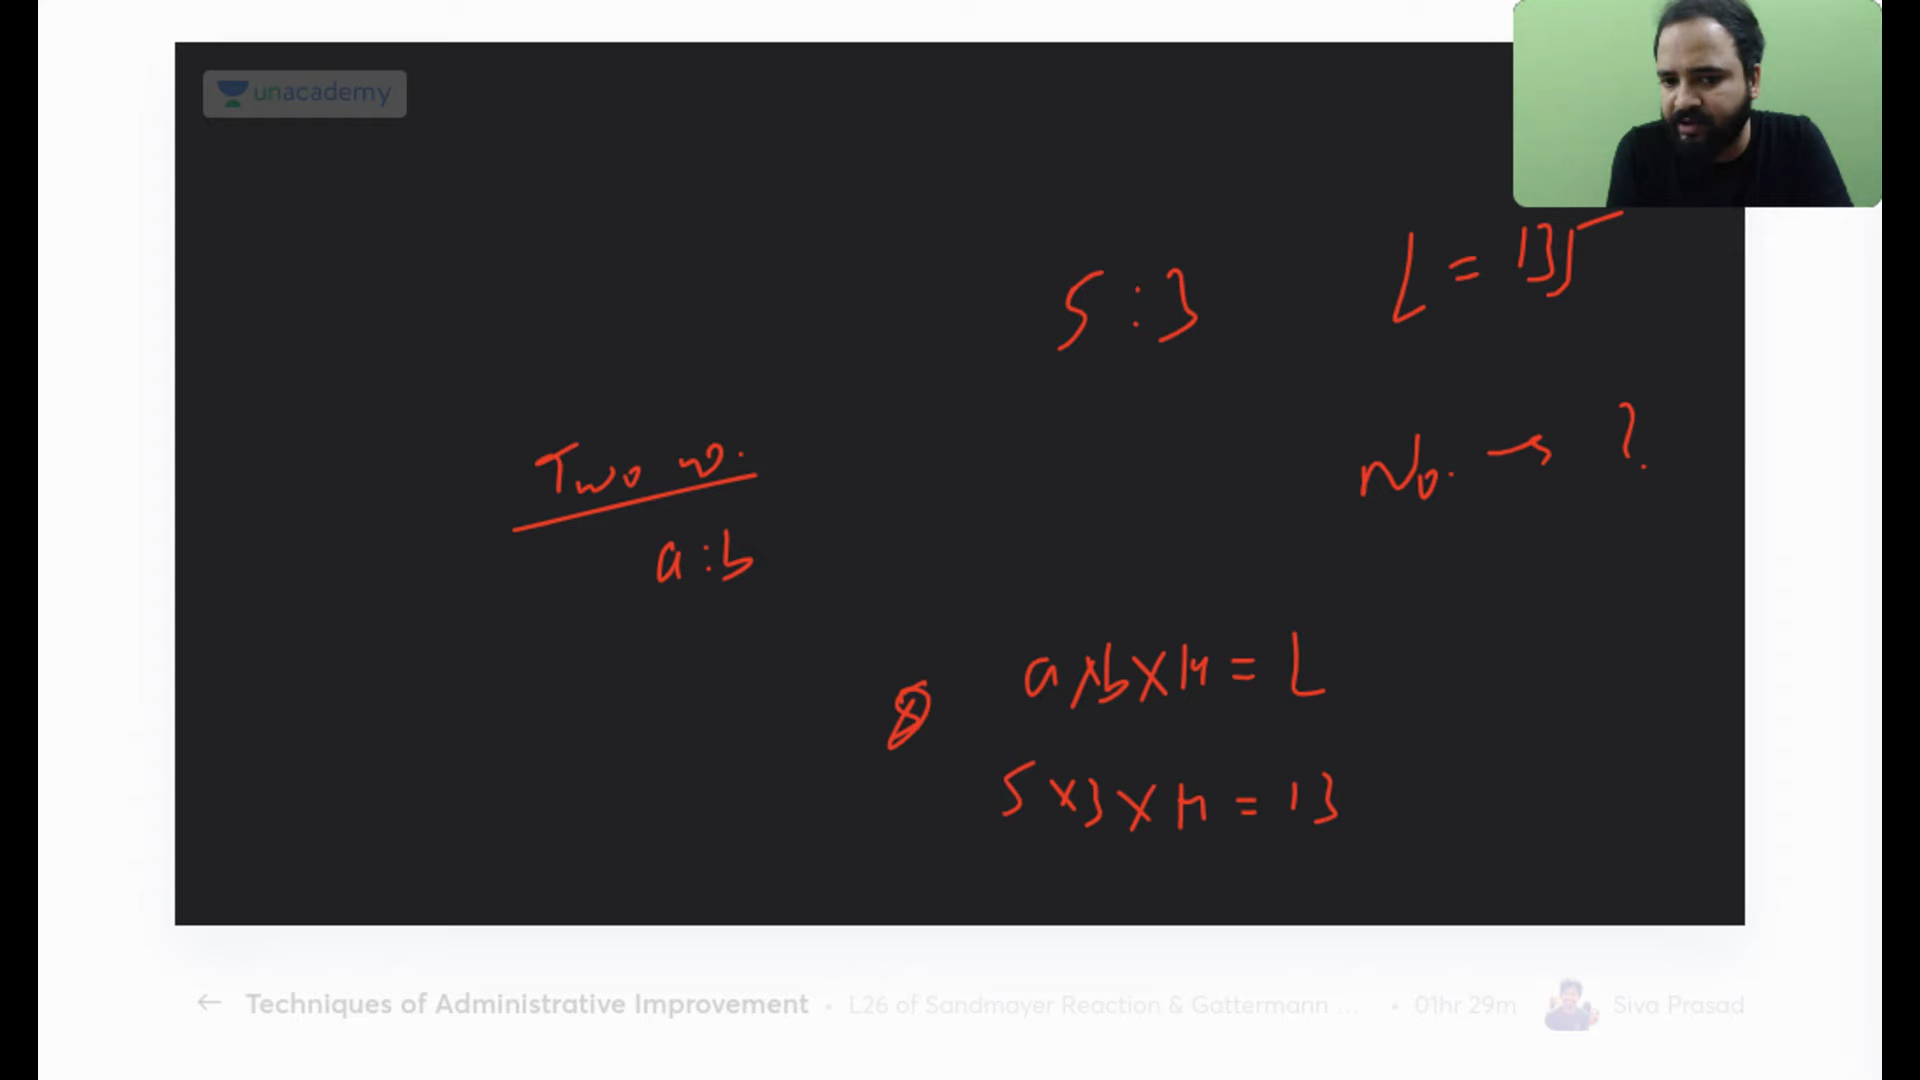 unacademy
5 : 3
L = 135
No. → ?
Two no.
a : b
a x b x H = L
5 x 3 x H = 13
← Techniques of Administrative Improvement • L26 of Sandmayer Reaction & Gattermann ... • 01hr 29m Siva Prasad